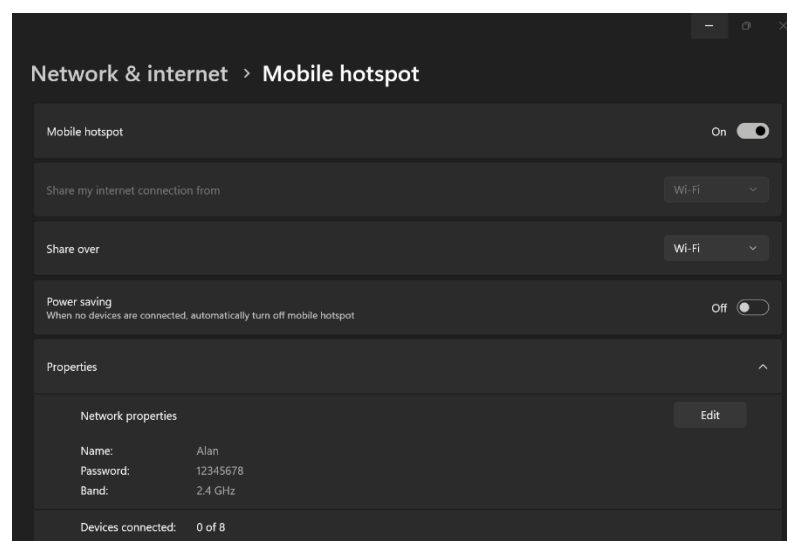 Network & internet > Mobile hotspot
Mobile hotspot On
Share my internet connection from Wi-Fi
Share over Wi-Fi
Power saving
When no devices are connected, automatically turn off mobile hotspot Off
Properties
Network properties Edit
Name: Alan
Password: 12345678
Band: 2.4 GHz
Devices connected: 0 of 8